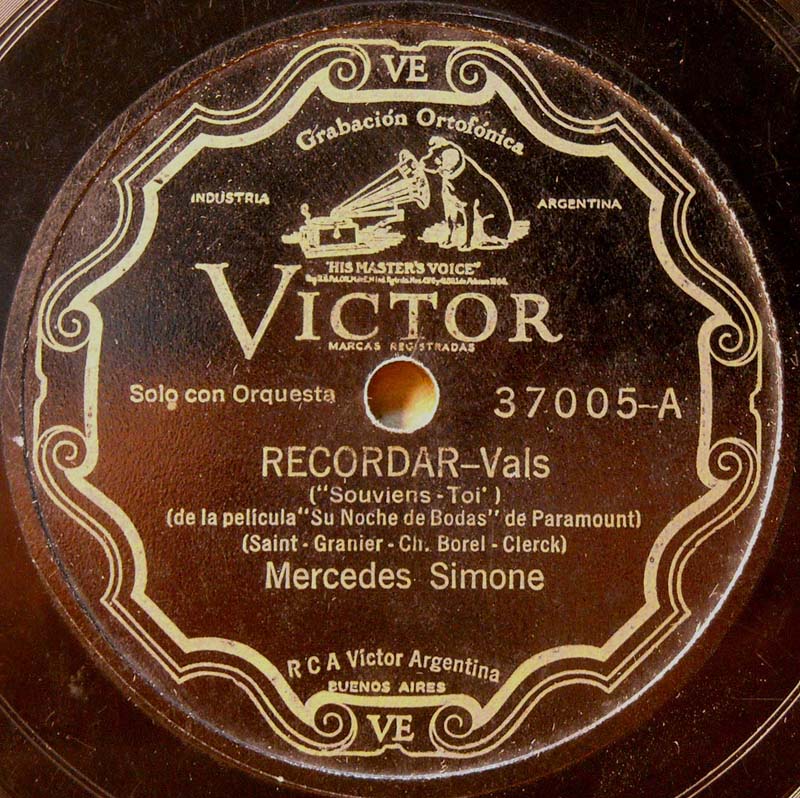 VE
Grabación Ortofónica
INDUSTRIA
ARGENTINA
"HIS MASTER'S VOICE"
VICTOR
MARCAS REGISTRADAS
Solo con Orquesta
37005-A
RECORDAR-Vals
("Souviens-Toi")
(de la película "Su Noche de Bodas" de Paramount)
(Saint-Granier-Ch. Borel-Clerck)
Mercedes Simone
RCA Víctor Argentina
BUENOS AIRES
VE